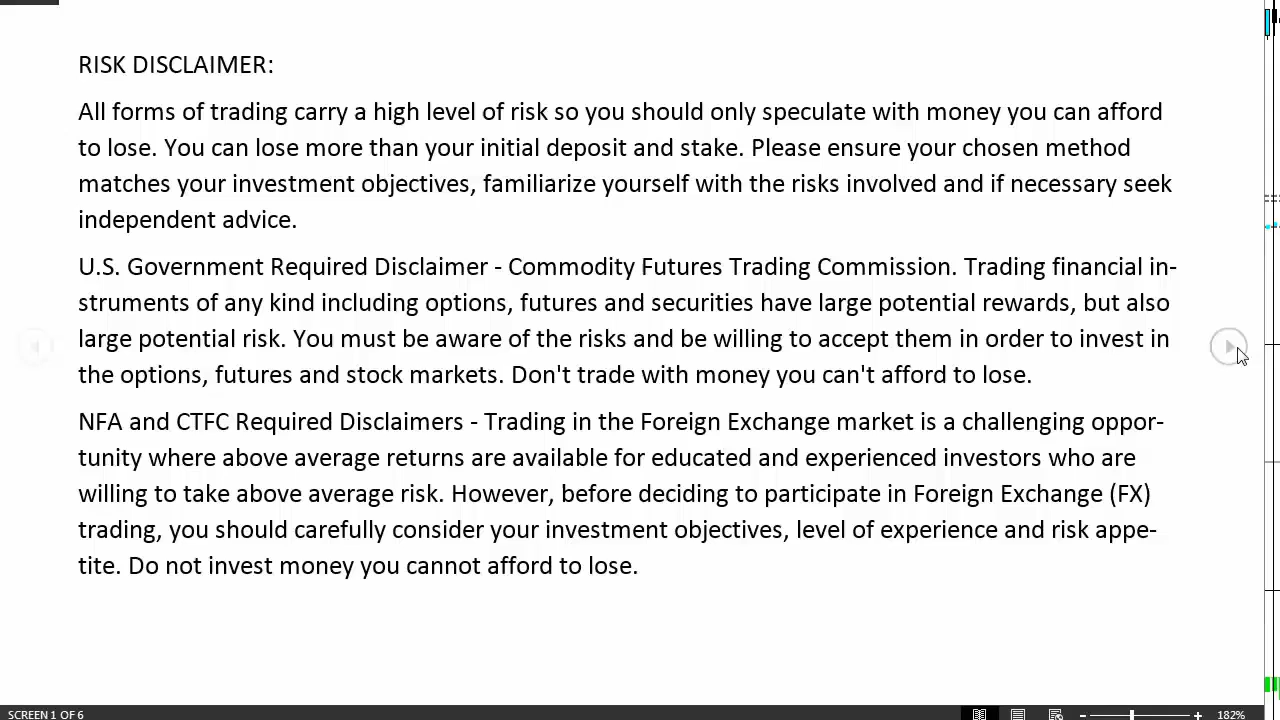 RISK DISCLAIMER:
All forms of trading carry a high level of risk so you should only speculate with money you can afford
to lose. You can lose more than your initial deposit and stake. Please ensure your chosen method
matches your investment objectives, familiarize yourself with the risks involved and if necessary seek
independent advice.
U.S. Government Required Disclaimer - Commodity Futures Trading Commission. Trading financial in-
struments of any kind including options, futures and securities have large potential rewards, but also
large potential risk. You must be aware of the risks and be willing to accept them in order to invest in
the options, futures and stock markets. Don't trade with money you can't afford to lose.
NFA and CTFC Required Disclaimers - Trading in the Foreign Exchange market is a challenging oppor-
tunity where above average returns are available for educated and experienced investors who are
willing to take above average risk. However, before deciding to participate in Foreign Exchange (FX)
trading, you should carefully consider your investment objectives, level of experience and risk appe-
tite. Do not invest money you cannot afford to lose.
SCREEN 1 OF 6
182%